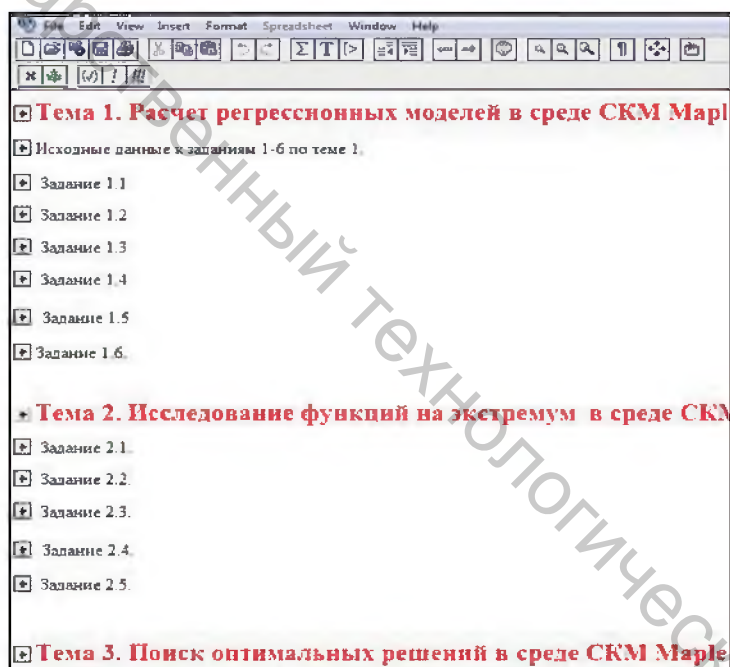 File Edit View Insert Format Spreadsheet Window Help
Тема 1. Расчет регрессионных моделей в среде СКМ Mapl
Исходные данные к заданиям 1-6 по теме 1.
Задание 1.1
Задание 1.2
Задание 1.3
Задание 1.4
Задание 1.5
Задание 1.6.
Тема 2. Исследование функций на экстремум в среде СКМ
Задание 2.1.
Задание 2.2.
Задание 2.3.
Задание 2.4.
Задание 2.5.
Тема 3. Поиск оптимальных решений в среде СКМ Maple